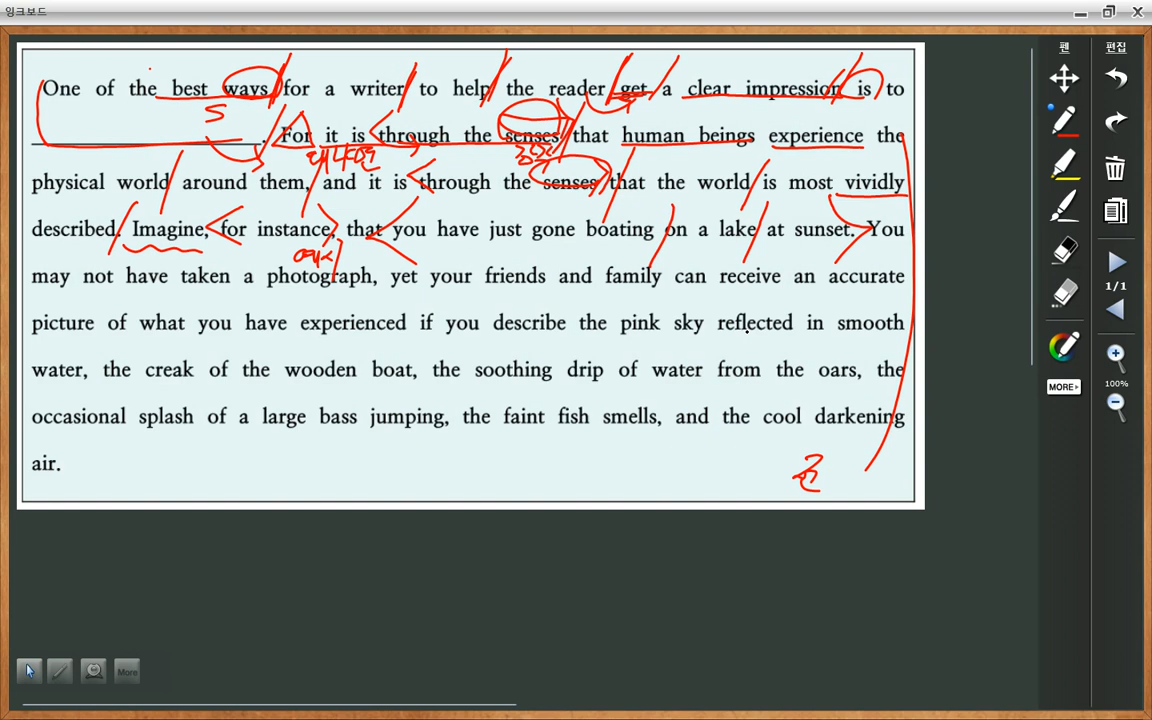 잉크보드
펜 편집
One of the best ways for a writer to help the reader get a clear impression is to
____________________. For it is through the senses that human beings experience the
physical world around them, and it is through the senses that the world is most vividly
described. Imagine, for instance, that you have just gone boating on a lake at sunset. You
may not have taken a photograph, yet your friends and family can receive an accurate
picture of what you have experienced if you describe the pink sky reflected in smooth
water, the creak of the wooden boat, the soothing drip of water from the oars, the
occasional splash of a large bass jumping, the faint fish smells, and the cool darkening
air.
S
왜냐면
1/1
100%
MORE
More